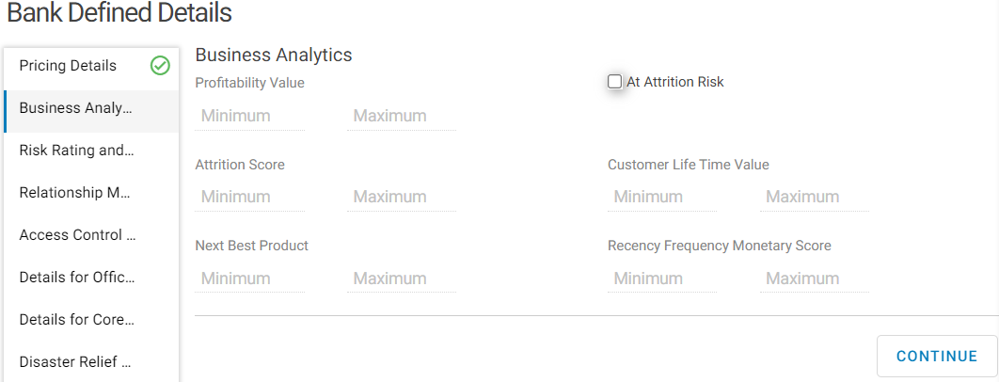 Bank Defined Details
Pricing Details
Business Analy...
Risk Rating and...
Relationship M...
Access Control ...
Details for Offic...
Details for Core...
Disaster Relief ...
Business Analytics
Profitability Value
Minimum Maximum
At Attrition Risk
Attrition Score
Minimum Maximum
Customer Life Time Value
Minimum Maximum
Next Best Product
Minimum Maximum
Recency Frequency Monetary Score
Minimum Maximum
CONTINUE